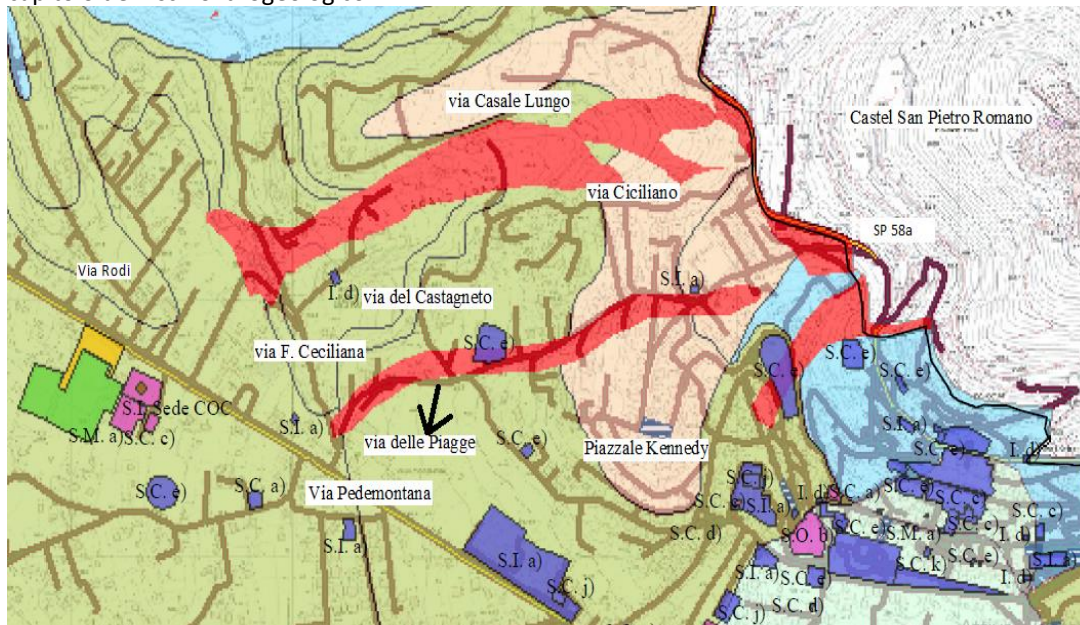 via Casale Lungo
Castel San Pietro Romano
via Ciciliano
SP 58a
Via Rodi
I. d)
S.I. a)
via del Castagneto
S.C. e)
via F. Ceciliana
S.C. e)
S.C. e)
S.C. e)
S.I. Sede COC
S.M. a)
S.C. c)
S.I. a)
S.I. a)
S.C. e)
I. d)
via delle Piagge
S.C. e)
Piazzale Kennedy
S.C. e)
S.C. e)
S.C. a)
Via Pedemontana
S.C. j)
S.I. a)
I. d)
S.C. a)
S.C. c)
S.C. d)
S.O. b)
S.C. e)
S.M. a)
S.C. c)
I. d)
S.I. a)
S.I. a)
S.C. j)
S.I. a)
S.C. e)
S.C. k)
S.C. e)
I. d)
S.I. a)
S.C. j)
S.C. d)